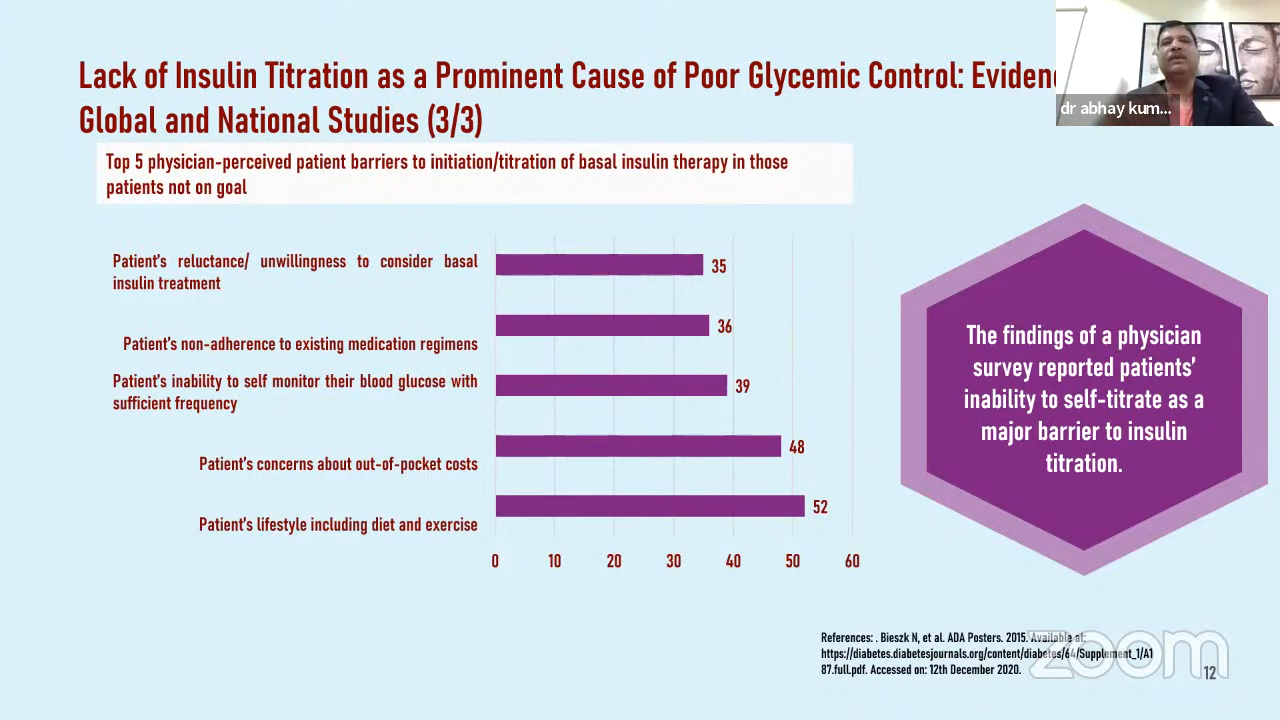 Lack of Insulin Titration as a Prominent Cause of Poor Glycemic Control:
Global and National Studies (3/3)
dr abhay kum...
Top 5 physician-perceived patient barriers to initiation/titration of basal insulin therapy in those
patients not on goal
Patient's reluctance/ unwillingness to consider basal
insulin treatment
35
Patient's non-adherence to existing medication regimens
36
Patient's inability to self monitor their blood glucose with
sufficient frequency
39
Patient's concerns about out-of-pocket costs
48
Patient's lifestyle including diet and exercise
52
0 10 20 30 40 50 60
The findings of a physician
survey reported patients'
inability to self-titrate as a
major barrier to insulin
titration.
References: . Bieszk N, et al. ADA Posters. 2015. Available at:
https://diabetes.diabetesjournals.org/content/diabetes/64/Supplement_1/A1
87.full.pdf. Accessed on: 12th December 2020.
zoom
12